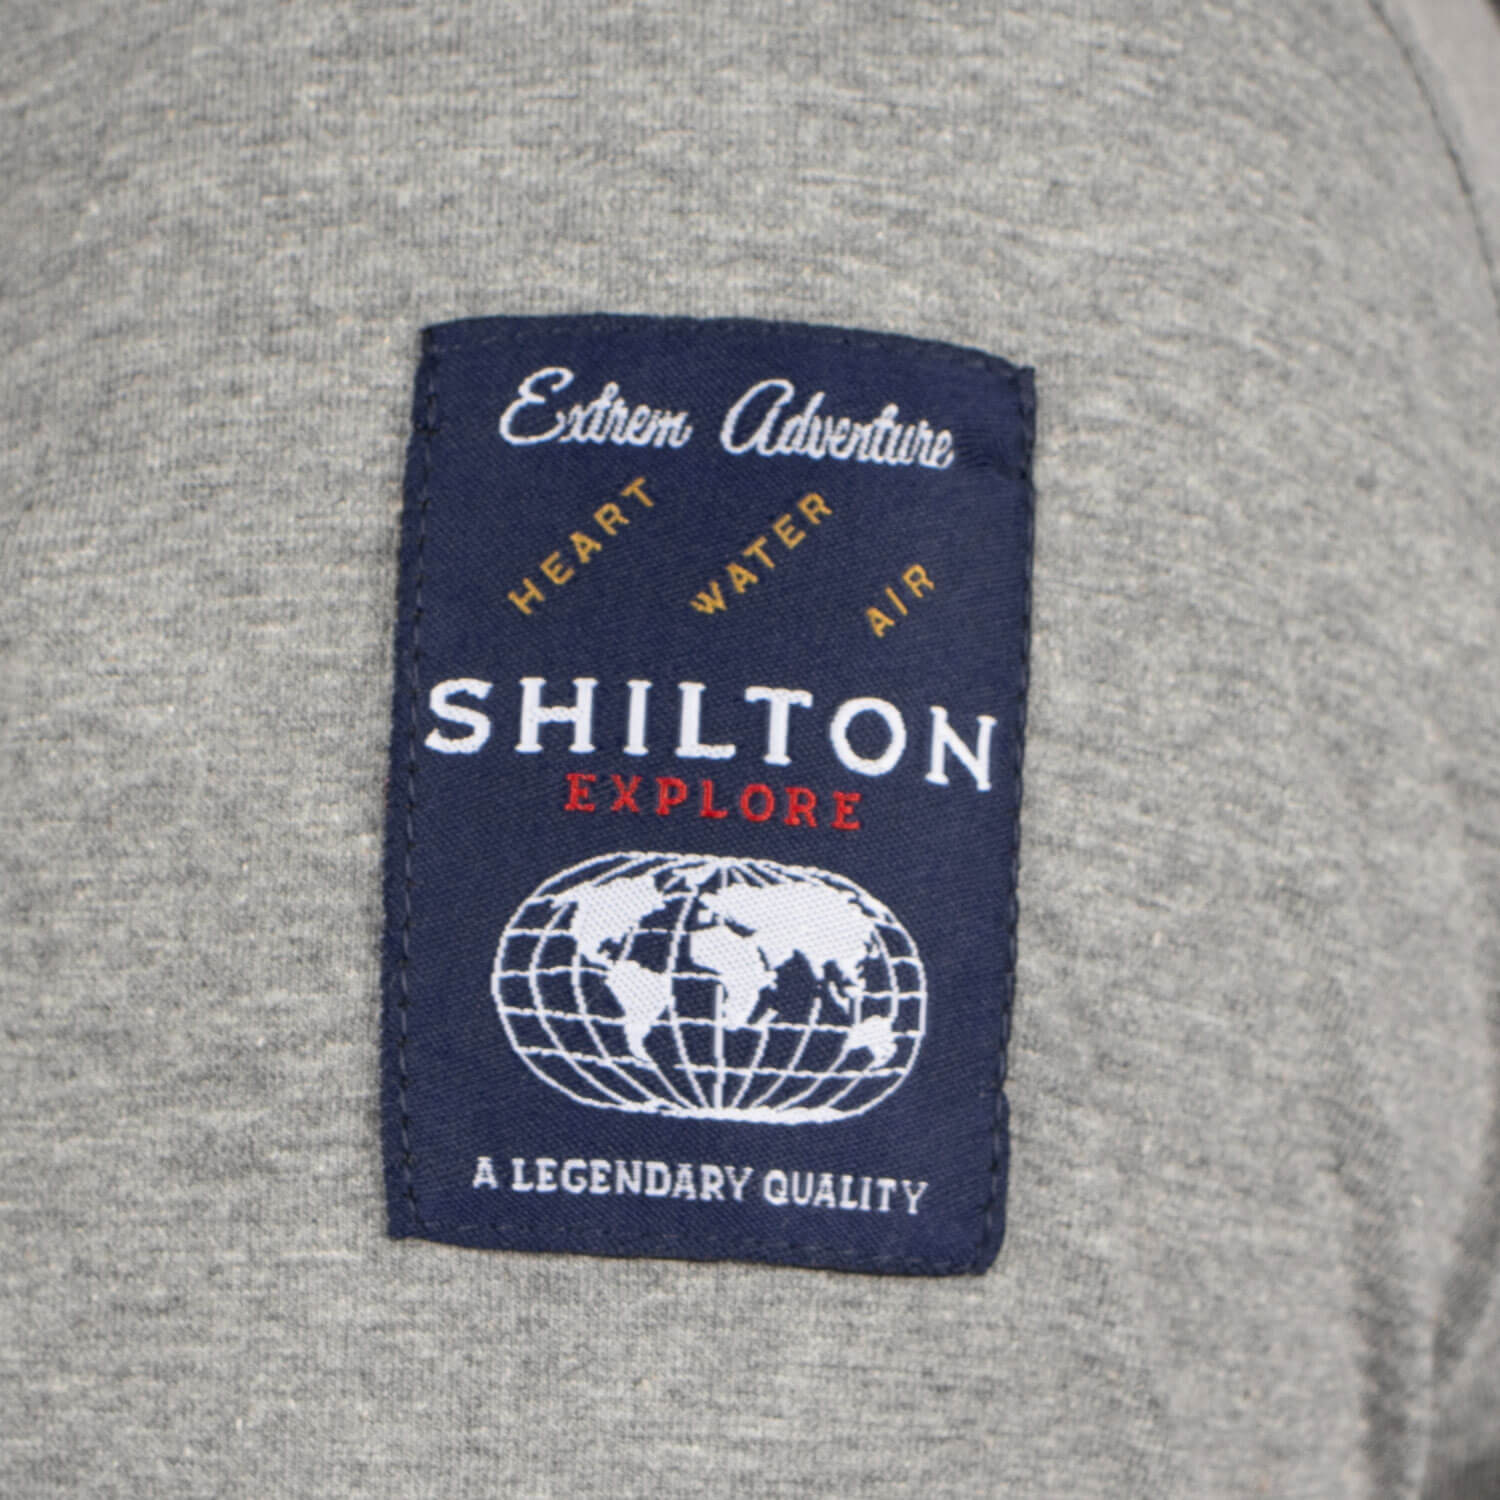 Extrem Adventure
HEART WATER AIR
SHILTON
EXPLORE
A LEGENDARY QUALITY